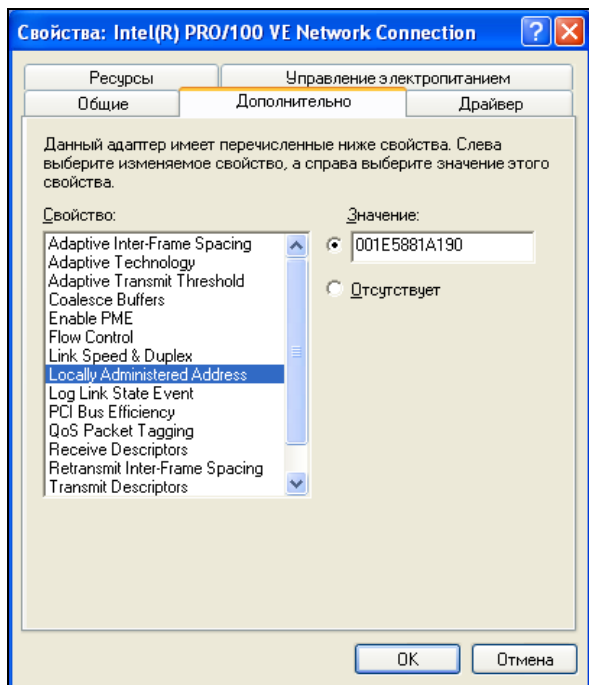 Свойства: Intel(R) PRO/100 VE Network Connection
Ресурсы
Управление электропитанием
Общие
Дополнительно
Драйвер
Данный адаптер имеет перечисленные ниже свойства. Слева
выберите изменяемое свойство, а справа выберите значение этого
свойства.
Свойство:
Значение:
Adaptive Inter-Frame Spacing
Adaptive Technology
Adaptive Transmit Threshold
Coalesce Buffers
Enable PME
Flow Control
Link Speed & Duplex
Locally Administered Address
Log Link State Event
PCI Bus Efficiency
QoS Packet Tagging
Receive Descriptors
Retransmit Inter-Frame Spacing
Transmit Descriptors
001E5881A190
Отсутствует
OK
Отмена